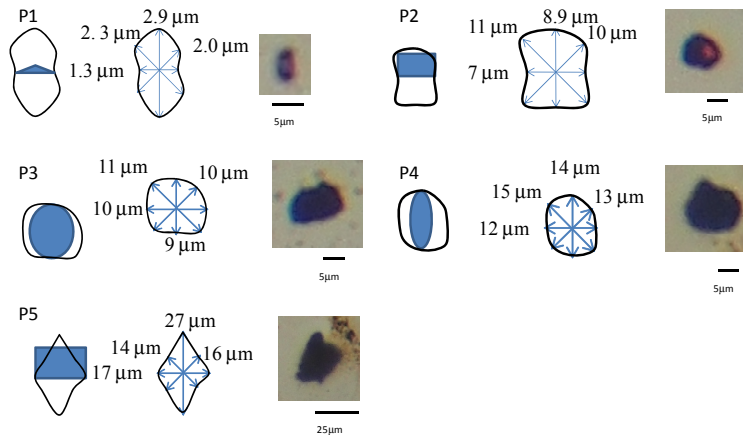 P1
2.9 µm
2. 3 µm
2.0 µm
1.3 µm
5µm
P2
8.9 µm
11 µm
10 µm
7 µm
5µm
P3
11 µm
10 µm
10 µm
9 µm
5µm
P4
14 µm
15 µm
13 µm
12 µm
5µm
P5
27 µm
14 µm
16 µm
17 µm
25µm